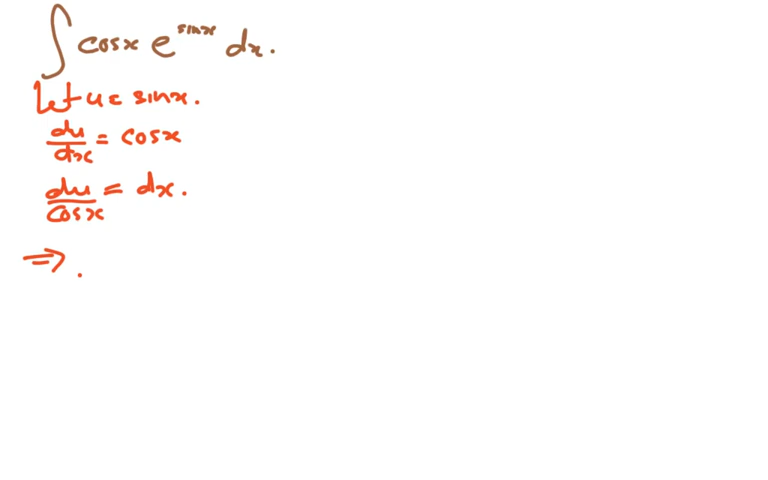 ∫ cosx e^sinx dx.
Let u = sinx.
du/dx = cosx
du/cosx = dx.
⇒ .